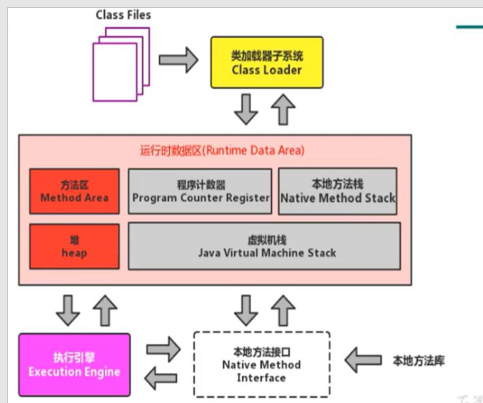 Class Files
类加载器子系统
Class Loader
运行时数据区(Runtime Data Area)
方法区
Method Area
程序计数器
Program Counter Register
本地方法栈
Native Method Stack
堆
heap
虚拟机栈
Java Virtual Machine Stack
执行引擎
Execution Engine
本地方法接口
Native Method
Interface
本地方法库